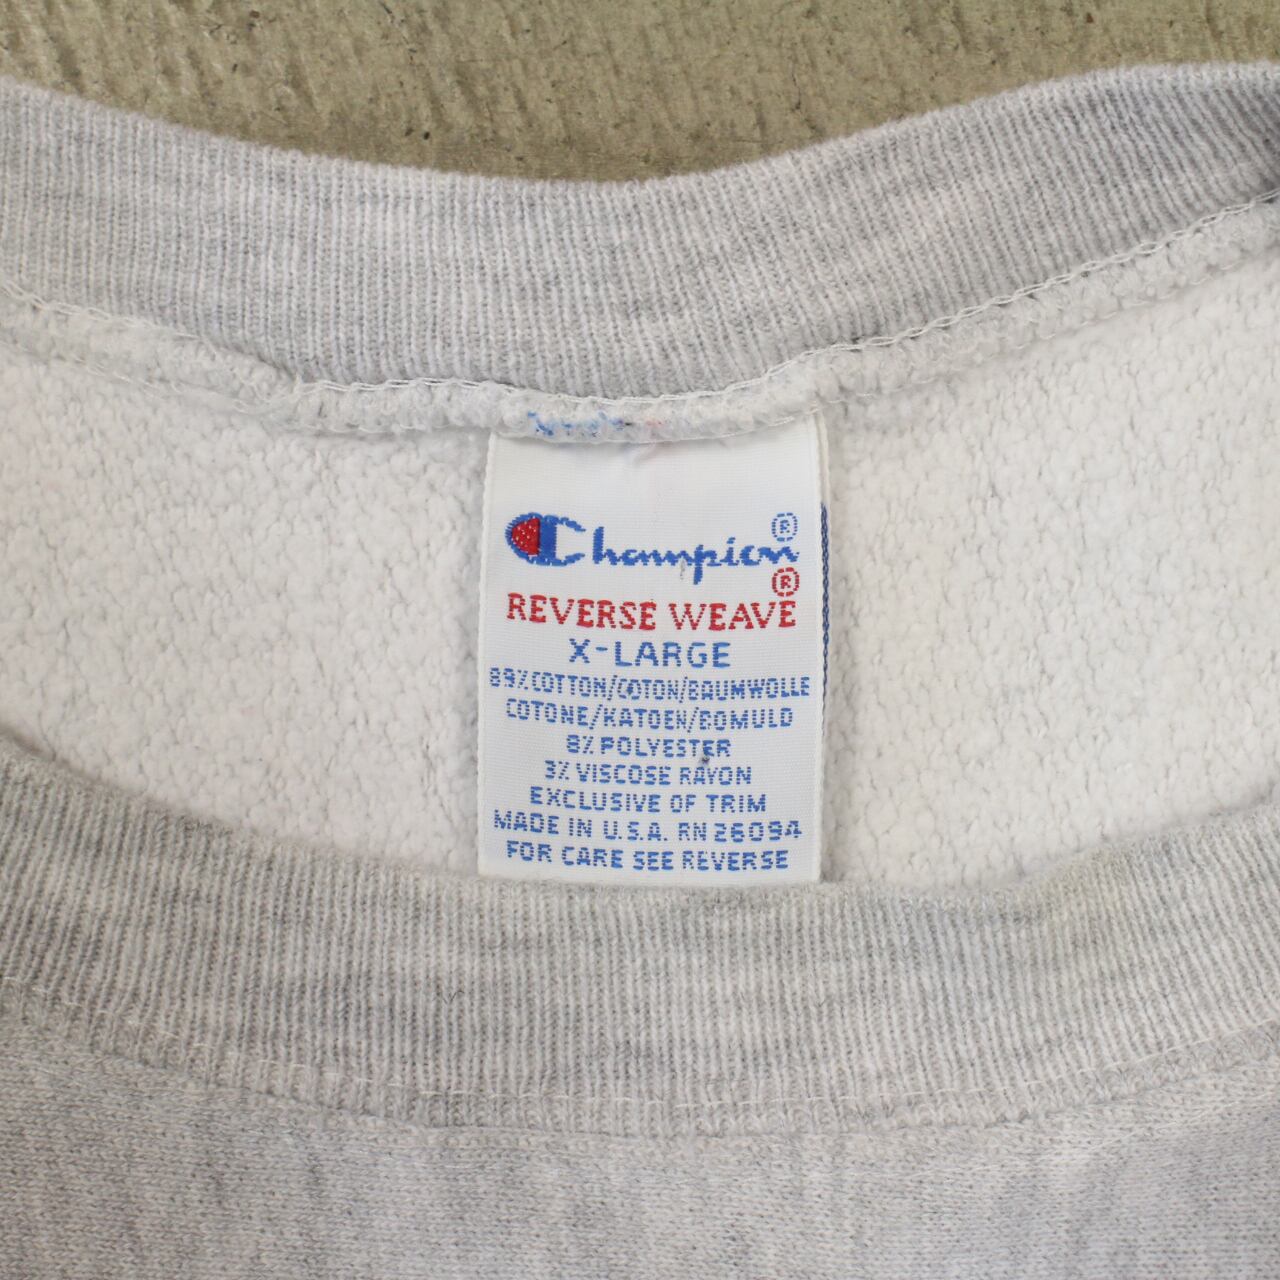 Champion®
REVERSE WEAVE®
X-LARGE
89% COTTON/COTON/BAUMWOLLE
COTONE/KATOEN/BOMULD
8% POLYESTER
3% VISCOSE RAYON
EXCLUSIVE OF TRIM
MADE IN U.S.A. RN 26094
FOR CARE SEE REVERSE